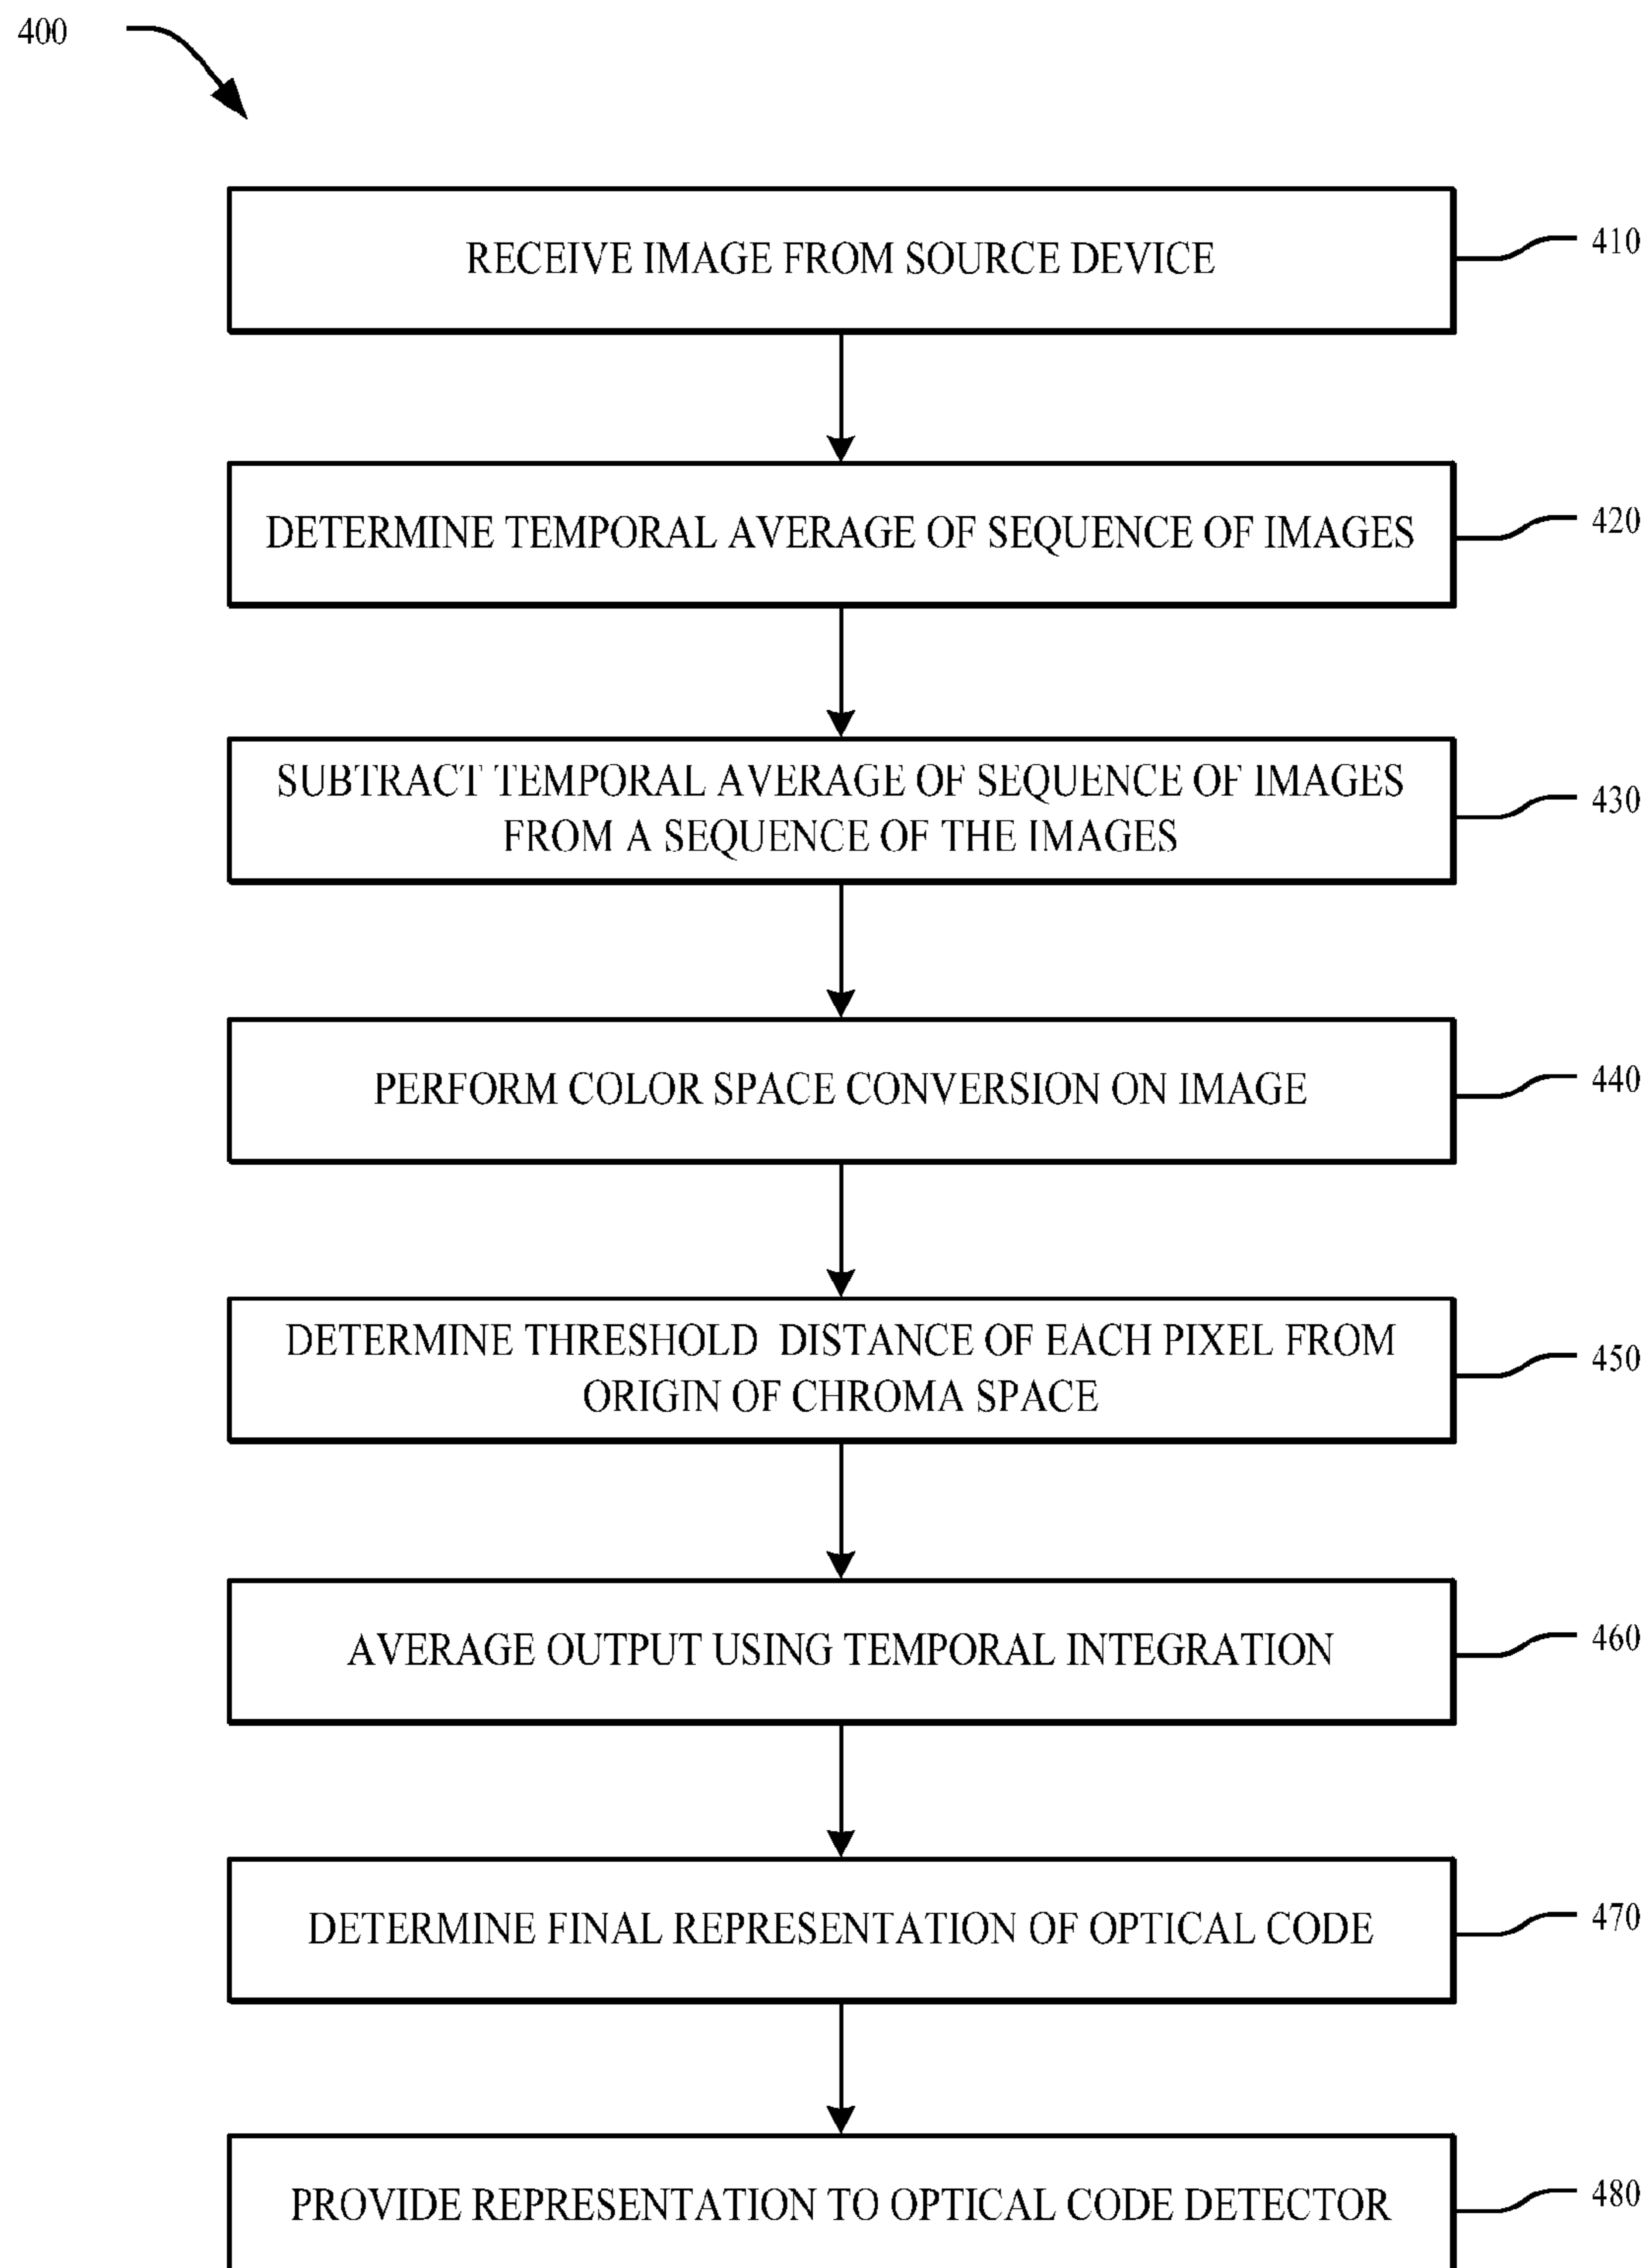 400
RECEIVE IMAGE FROM SOURCE DEVICE
410
DETERMINE TEMPORAL AVERAGE OF SEQUENCE OF IMAGES
420
SUBTRACT TEMPORAL AVERAGE OF SEQUENCE OF IMAGES
FROM A SEQUENCE OF THE IMAGES
430
PERFORM COLOR SPACE CONVERSION ON IMAGE
440
DETERMINE THRESHOLD DISTANCE OF EACH PIXEL FROM
ORIGIN OF CHROMA SPACE
450
AVERAGE OUTPUT USING TEMPORAL INTEGRATION
460
DETERMINE FINAL REPRESENTATION OF OPTICAL CODE
470
PROVIDE REPRESENTATION TO OPTICAL CODE DETECTOR
480